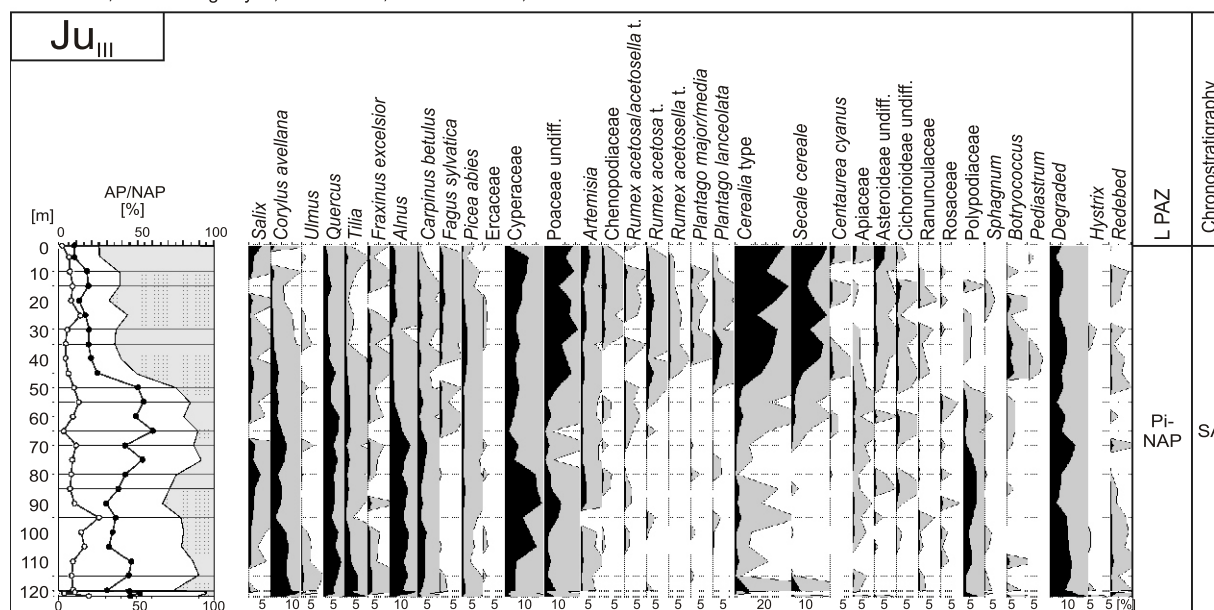 Ju III
AP/NAP
[%]
[m]
Salix
Corylus avellana
Ulmus
Quercus
Tilia
Fraxinus excelsior
Alnus
Carpinus betulus
Fagus sylvatica
Picea abies
Ercaceae
Cyperaceae
Poaceae undiff.
Artemisia
Chenopodiaceae
Rumex acetosa/acetosella t.
Rumex acetosa t.
Rumex acetosella t.
Plantago major/media
Plantago lanceolata
Cerealia type
Secale cereale
Centaurea cyanus
Apiaceae
Asteroideae undiff.
Cichorioideae undiff.
Ranunculaceae
Rosaceae
Polypodiaceae
Sphagnum
Botryococcus
Pediastrum
Degraded
Hystrix
Redebed
L PAZ
Chronostratigraphy
0
10
20
30
40
50
60
70
80
90
100
110
120
Pi-
NAP
SA
0 50 100
5 10 5 5 5 5 10 5 5 5 5 10 10 5 5 5 5 5 5 5 20 10 5 5 5 5 5 5 5 5 5 5 10 5 5 [%]